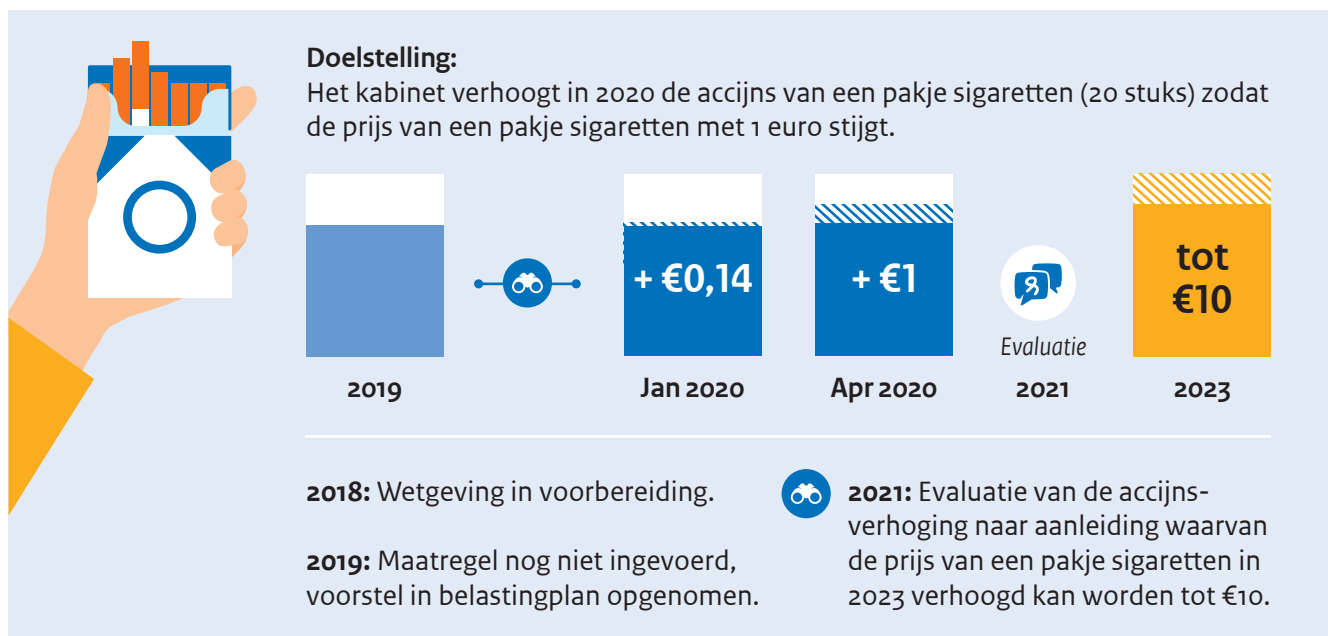 Doelstelling:
Het kabinet verhoogt in 2020 de accijns van een pakje sigaretten (20 stuks) zodat
de prijs van een pakje sigaretten met 1 euro stijgt.
+ €0,14
+ €1
tot
€10
Evaluatie
2019
Jan 2020
Apr 2020
2021
2023
2018: Wetgeving in voorbereiding.
2019: Maatregel nog niet ingevoerd,
voorstel in belastingplan opgenomen.
2021: Evaluatie van de accijns-
verhoging naar aanleiding waarvan
de prijs van een pakje sigaretten in
2023 verhoogd kan worden tot €10.